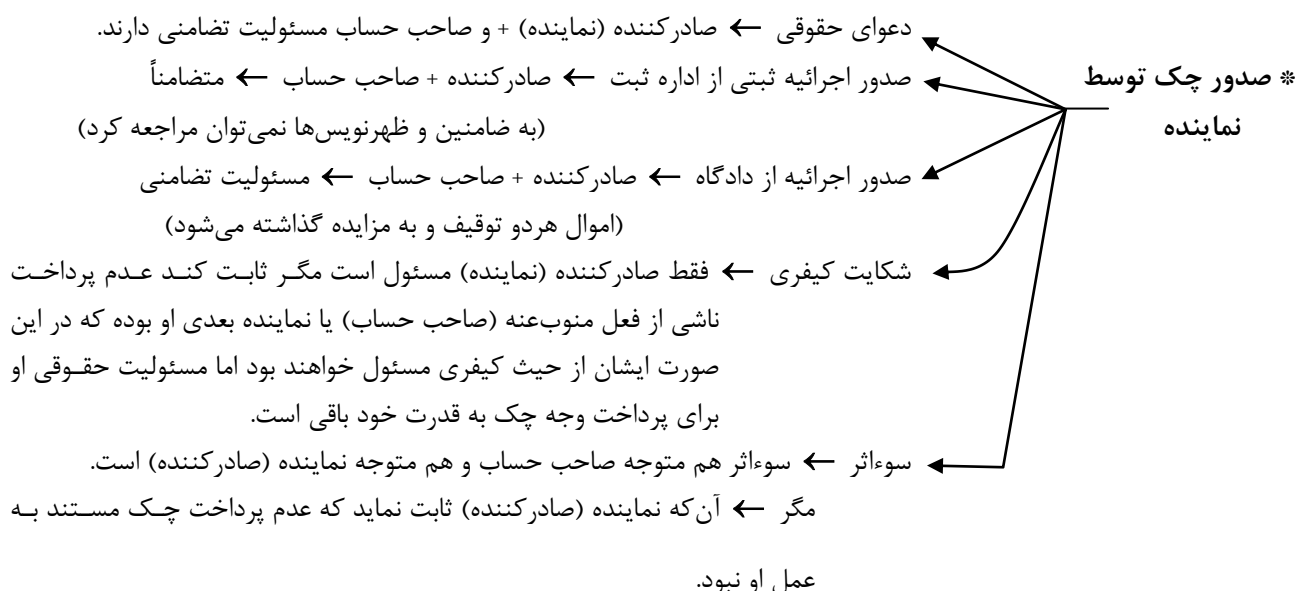 * صدور چک توسط
نماینده
دعوای حقوقی ← صادرکننده (نماینده) + و صاحب حساب مسئولیت تضامنی دارند.
صدور اجرائیه ثبتی از اداره ثبت ← صادرکننده + صاحب حساب ← متضامناً
(به ضامنین و ظهرنویس‌ها نمی‌توان مراجعه کرد)
صدور اجرائیه از دادگاه ← صادرکننده + صاحب حساب ← مسئولیت تضامنی
(اموال هردو توقیف و به مزایده گذاشته می‌شود)
شکایت کیفری ← فقط صادرکننده (نماینده) مسئول است مگر ثابت کند عدم پرداخت
ناشی از فعل منوب‌عنه (صاحب حساب) یا نماینده بعدی او بوده که در این
صورت ایشان از حیث کیفری مسئول خواهند بود اما مسئولیت حقوقی او
برای پرداخت وجه چک به قدرت خود باقی است.
سوءاثر ← سوءاثر هم متوجه صاحب حساب و هم متوجه نماینده (صادرکننده) است.
مگر ← آن‌که نماینده (صادرکننده) ثابت نماید که عدم پرداخت چک مستند به
عمل او نبود.